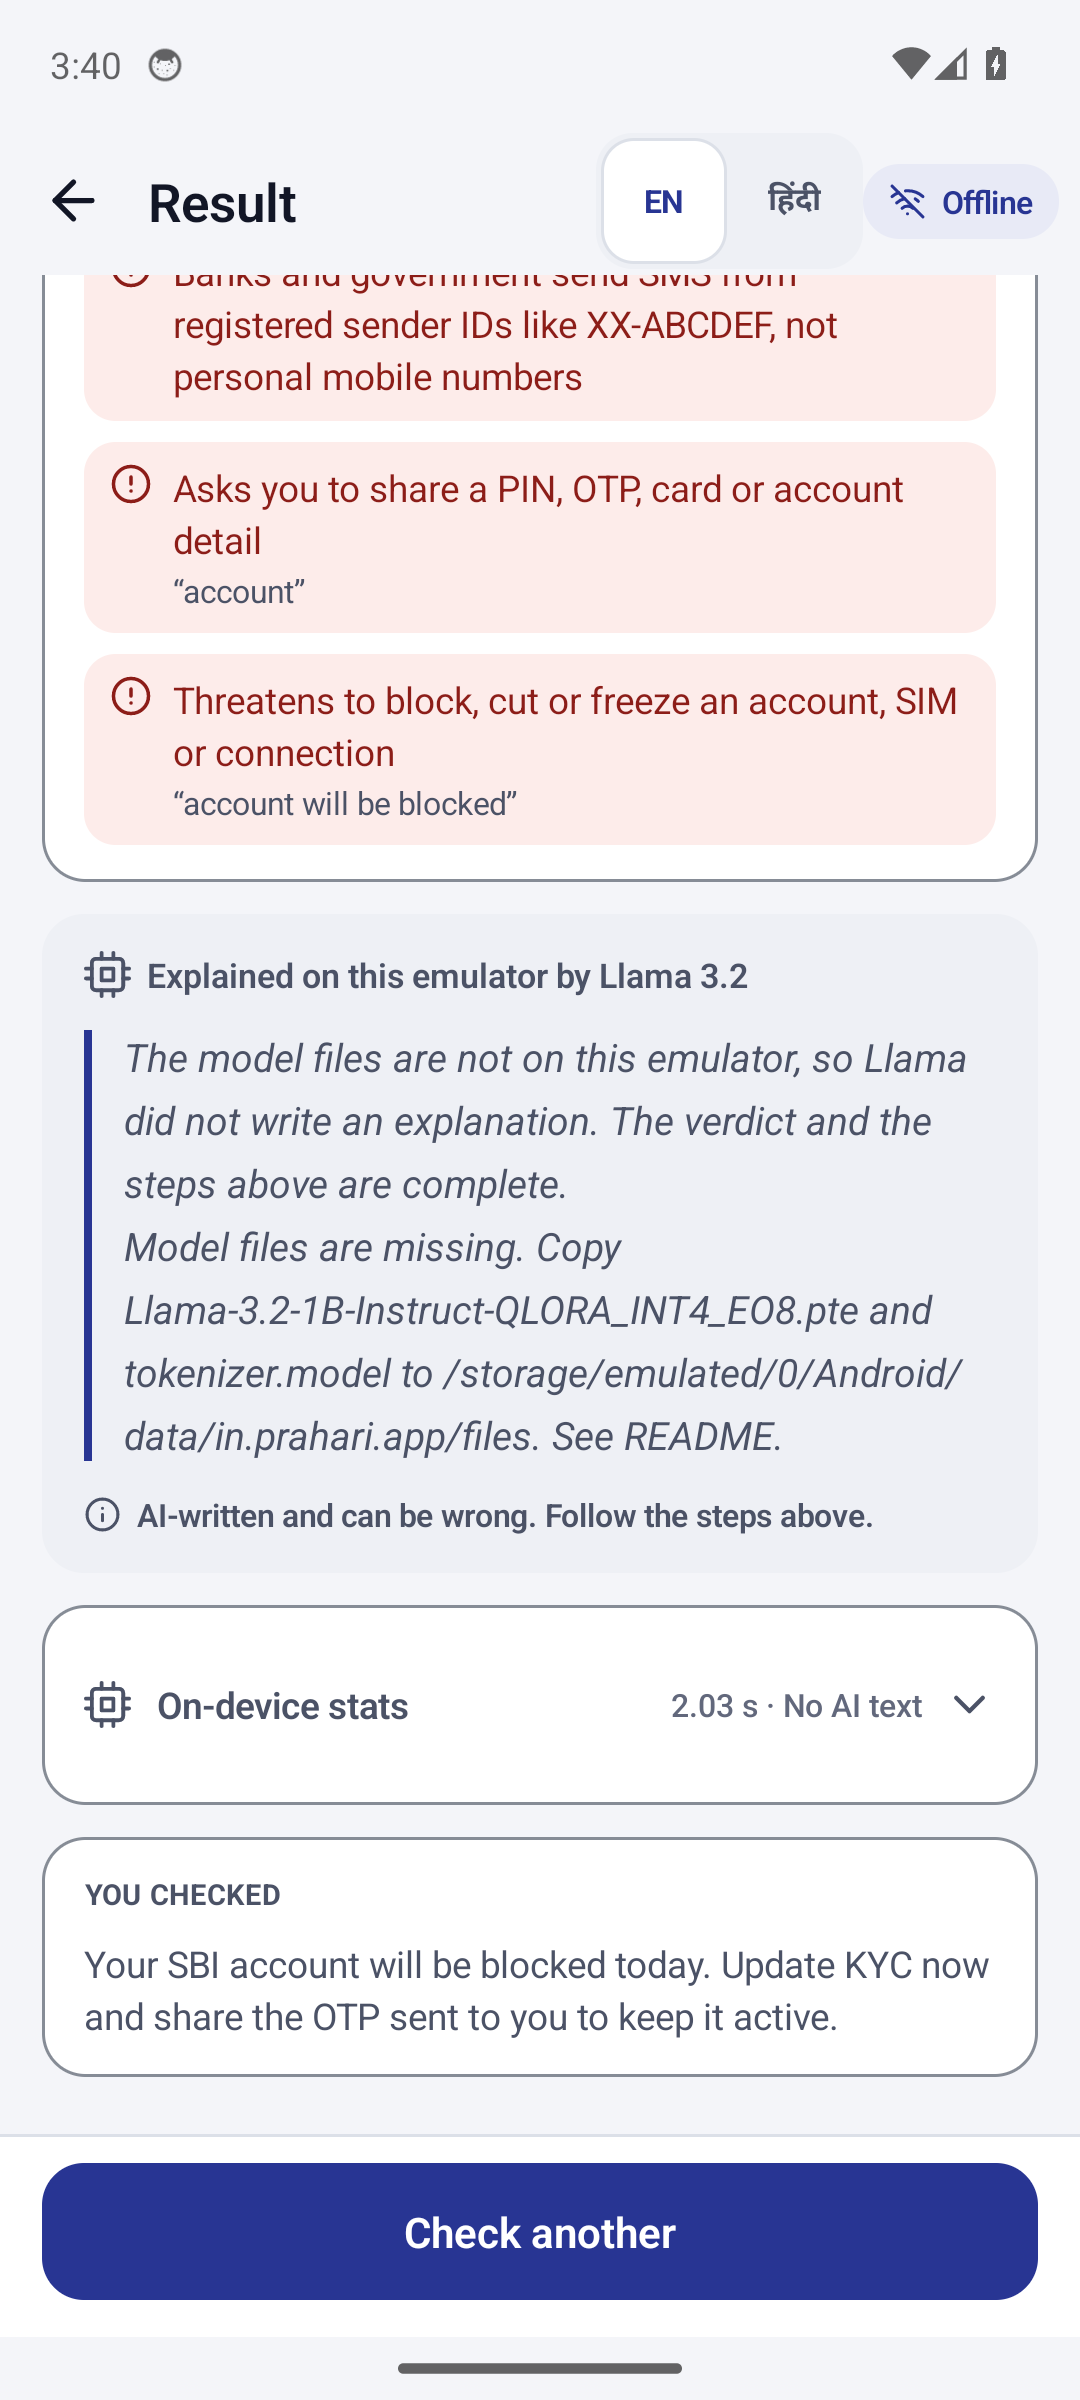 3:40
Result
EN
हिंदी
Offline
Banks and government send SMS from
registered sender IDs like XX-ABCDEF, not
personal mobile numbers
Asks you to share a PIN, OTP, card or account
detail
“account”
Threatens to block, cut or freeze an account, SIM
or connection
“account will be blocked”
Explained on this emulator by Llama 3.2
The model files are not on this emulator, so Llama
did not write an explanation. The verdict and the
steps above are complete.
Model files are missing. Copy
Llama-3.2-1B-Instruct-QLORA_INT4_EO8.pte and
tokenizer.model to /storage/emulated/0/Android/
data/in.prahari.app/files. See README.
AI-written and can be wrong. Follow the steps above.
On-device stats
2.03 s · No AI text
YOU CHECKED
Your SBI account will be blocked today. Update KYC now
and share the OTP sent to you to keep it active.
Check another